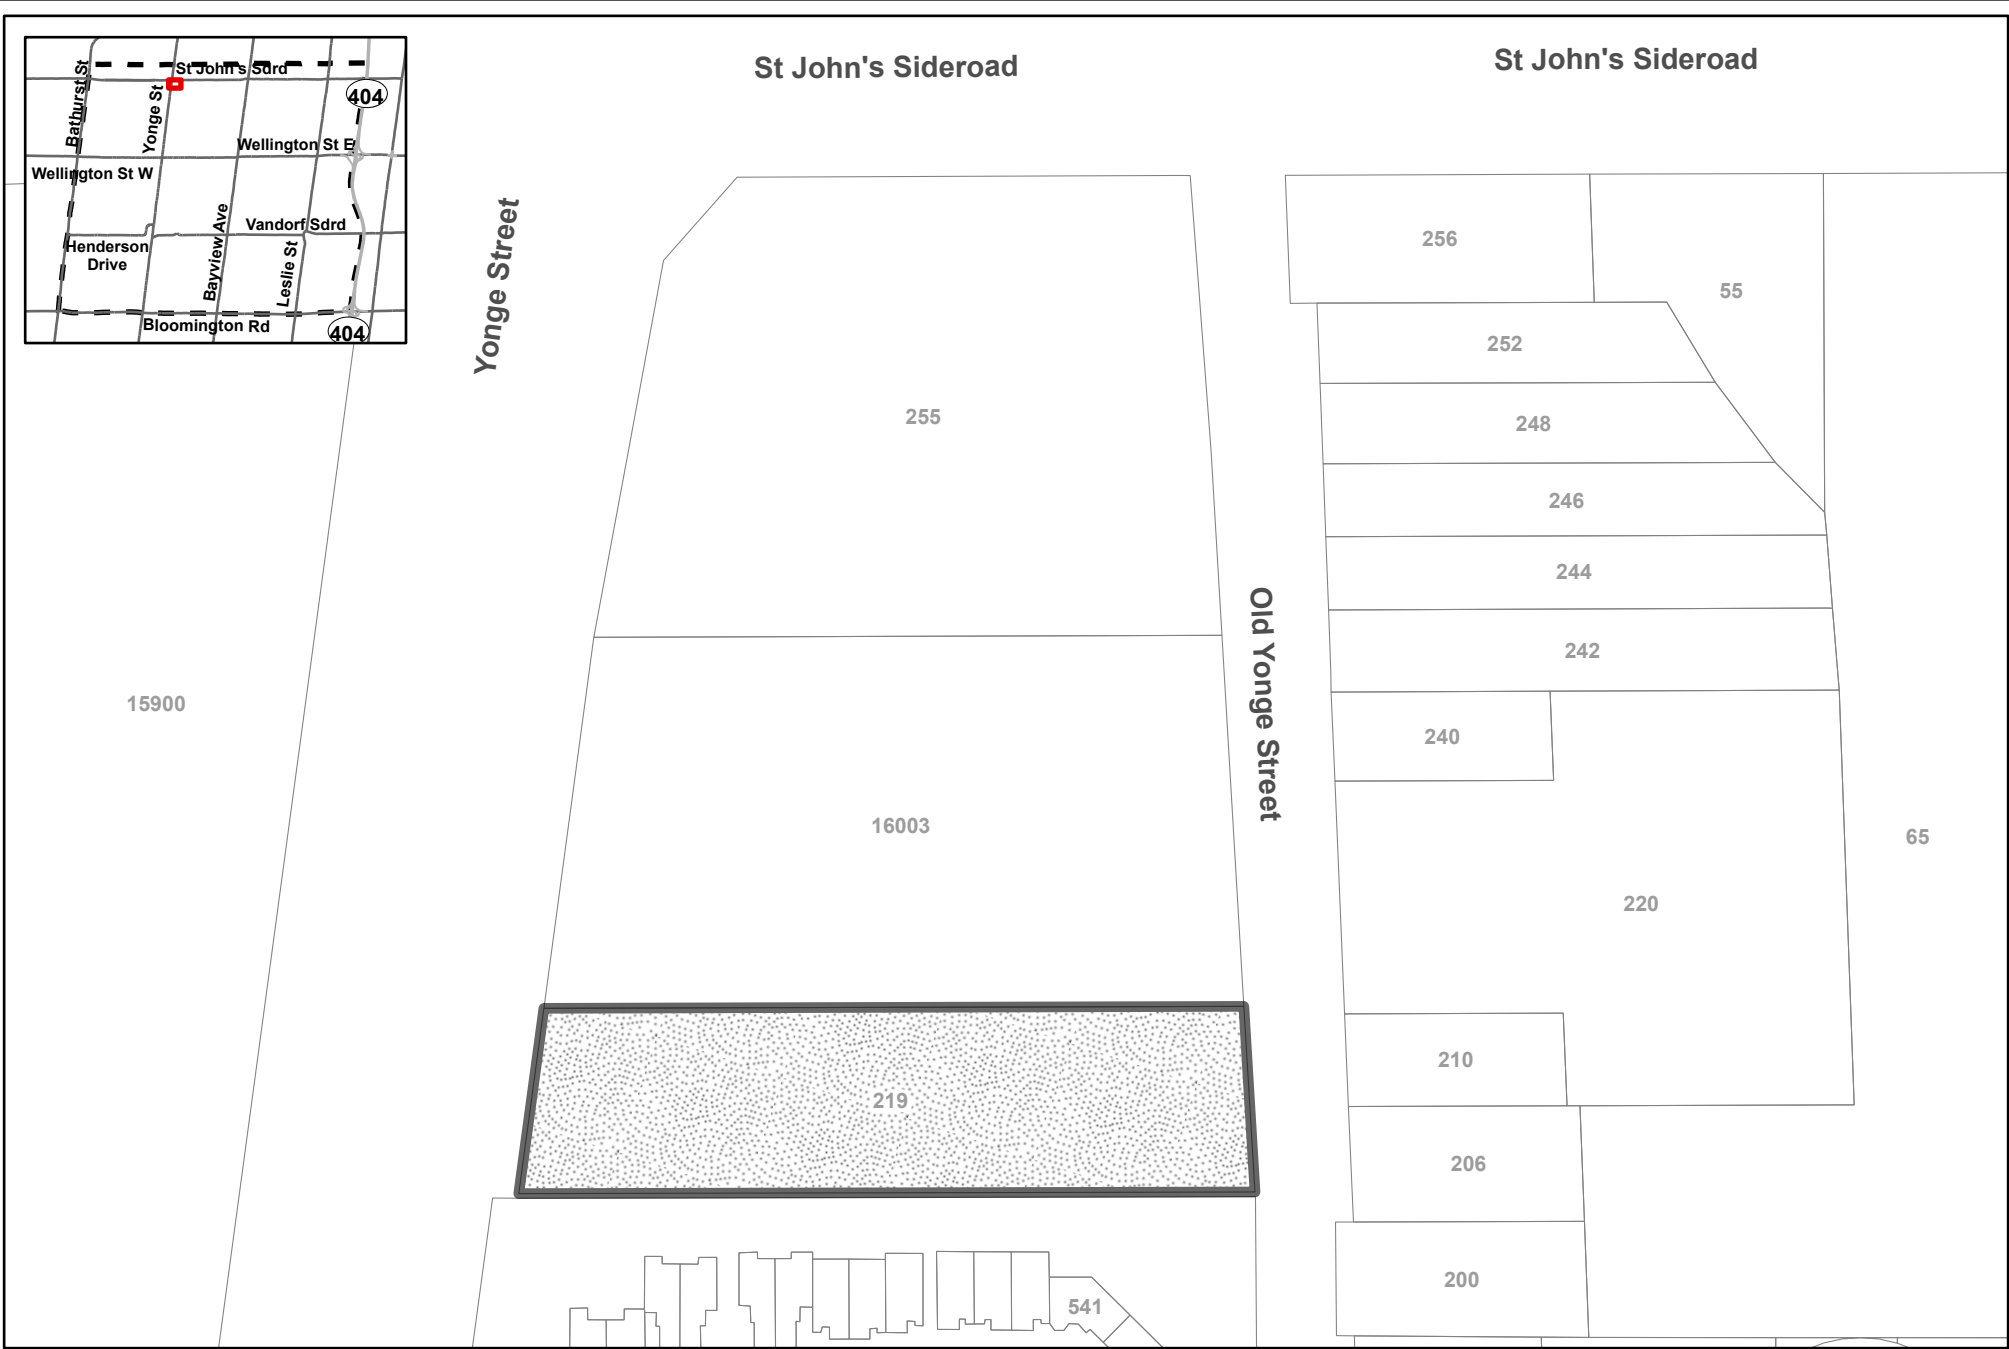 St John's Sideroad
St John's Sideroad
Bathurst St
St John's Sdrd
404
Yonge St
Wellington St E
Wellington St W
Bayview Ave
Vandorf Sdrd
Henderson
Drive
Leslie St
Bloomington Rd
404
Yonge Street
256
55
252
255
248
246
244
Old Yonge Street
242
15900
240
16003
65
220
210
219
206
200
541